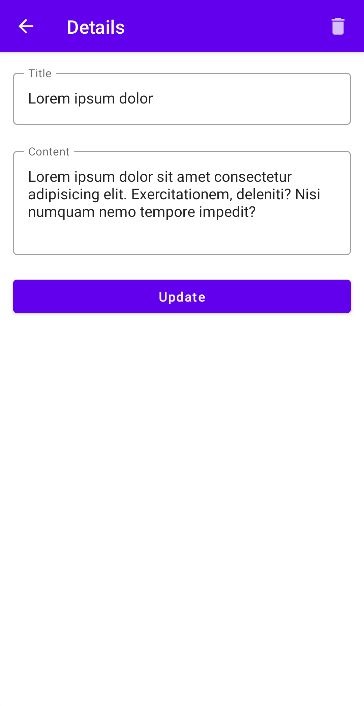 Details
Title
Lorem ipsum dolor
Content
Lorem ipsum dolor sit amet consectetur
adipisicing elit. Exercitationem, deleniti? Nisi
numquam nemo tempore impedit?
Update